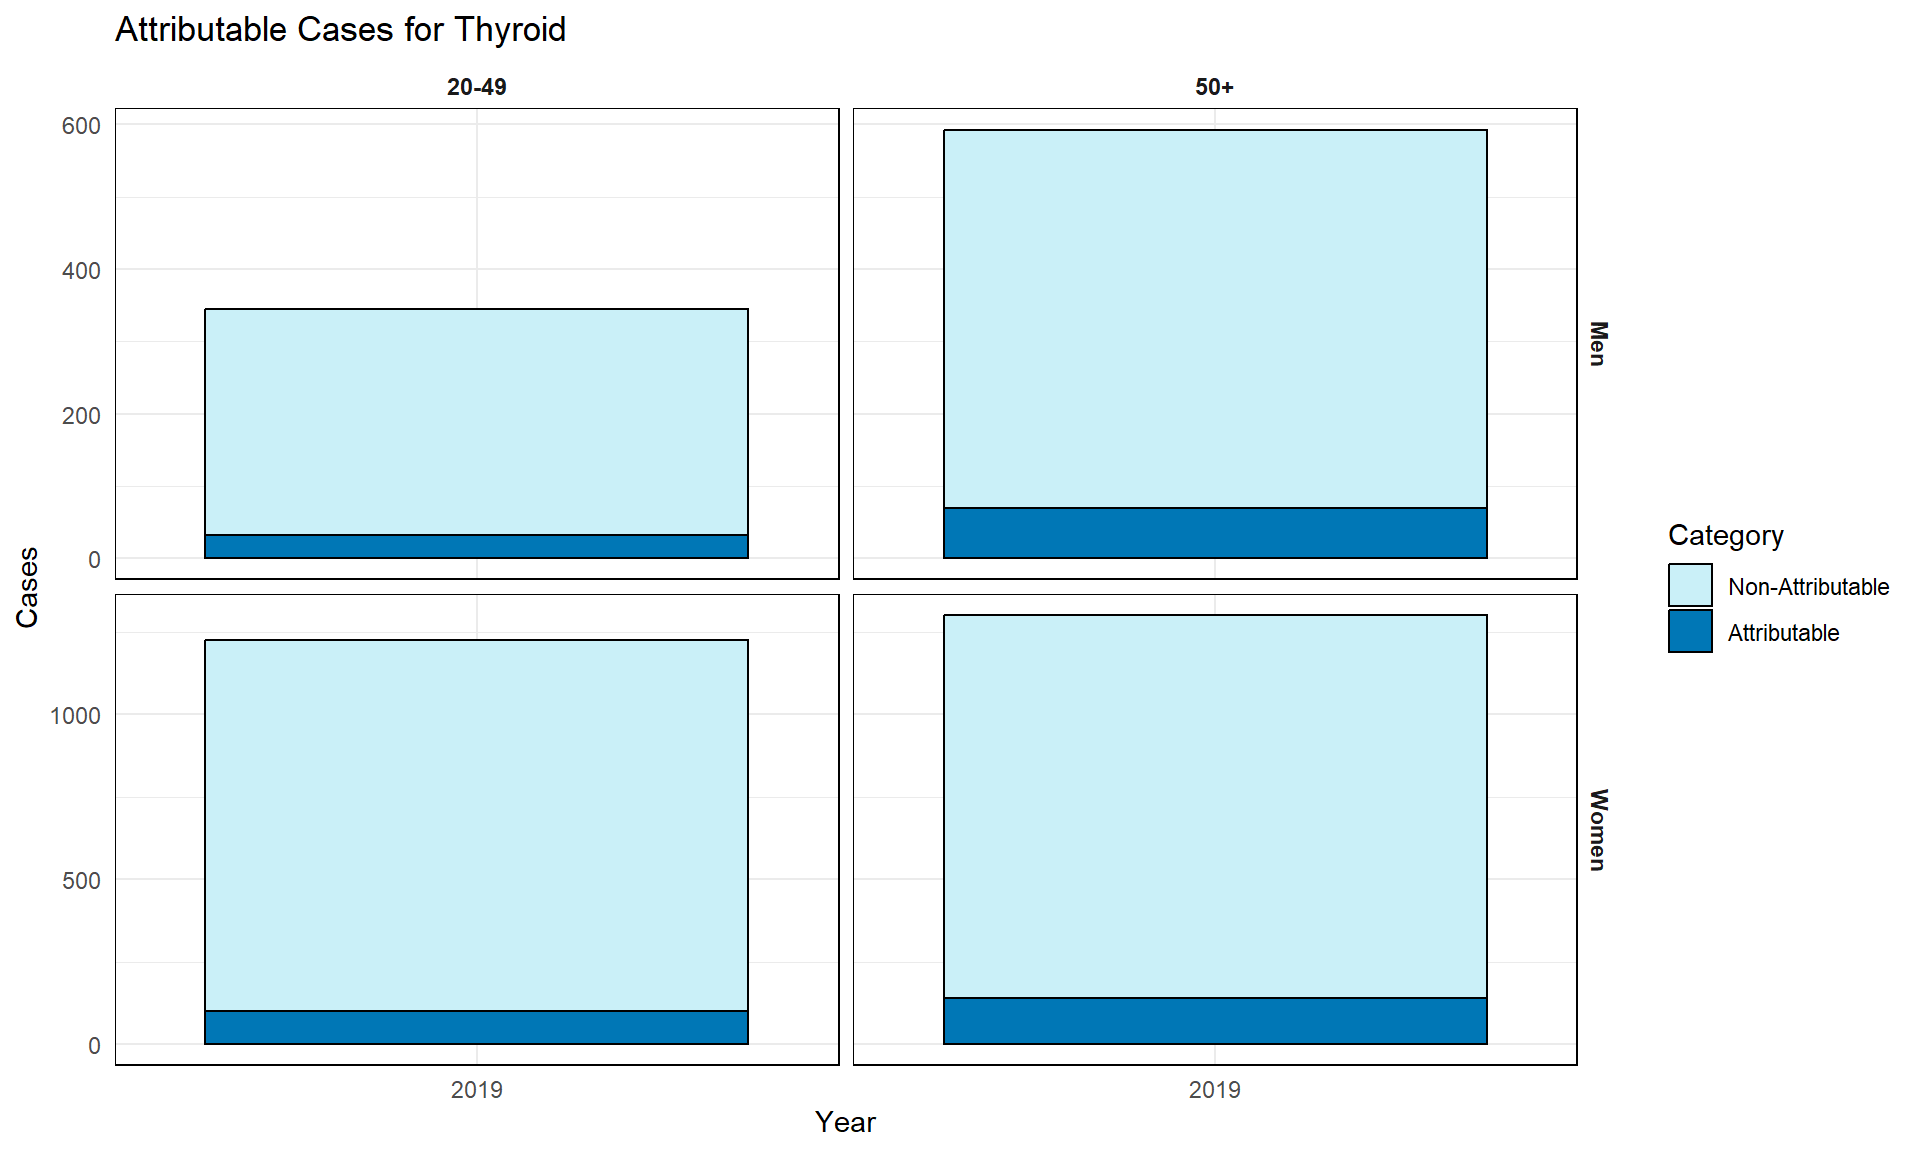 Attributable Cases for Thyroid
20-49
50+
600
400
200
0
Men
1000
500
0
Women
Cases
2019
2019
Year
Category
Non-Attributable
Attributable